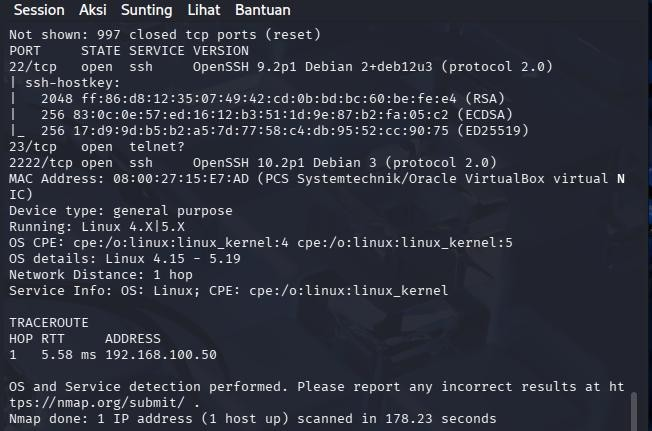 Session Aksi Sunting Lihat Bantuan
Not shown: 997 closed tcp ports (reset)
PORT     STATE SERVICE VERSION
22/tcp   open  ssh     OpenSSH 9.2p1 Debian 2+deb12u3 (protocol 2.0)
| ssh-hostkey:
|   2048 ff:86:d8:12:35:07:49:42:cd:0b:bd:bc:60:be:fe:e4 (RSA)
|   256 83:0c:0e:57:ed:16:12:b3:51:1d:9e:87:b2:fa:05:c2 (ECDSA)
|_  256 17:d9:9d:b5:b2:a5:7d:77:58:c4:db:95:52:cc:90:75 (ED25519)
23/tcp   open  telnet?
2222/tcp open  ssh     OpenSSH 10.2p1 Debian 3 (protocol 2.0)
MAC Address: 08:00:27:15:E7:AD (PCS Systemtechnik/Oracle VirtualBox virtual N
IC)
Device type: general purpose
Running: Linux 4.X|5.X
OS CPE: cpe:/o:linux:linux_kernel:4 cpe:/o:linux:linux_kernel:5
OS details: Linux 4.15 - 5.19
Network Distance: 1 hop
Service Info: OS: Linux; CPE: cpe:/o:linux:linux_kernel

TRACEROUTE
HOP RTT     ADDRESS
1   5.58 ms 192.168.100.50

OS and Service detection performed. Please report any incorrect results at ht
tps://nmap.org/submit/ .
Nmap done: 1 IP address (1 host up) scanned in 178.23 seconds